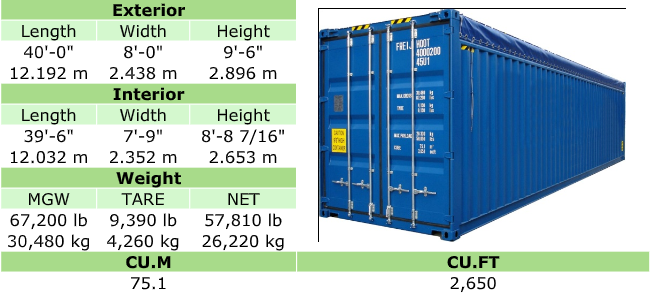 Exterior
Length Width Height
40'-0" 8'-0" 9'-6"
12.192 m 2.438 m 2.896 m
Interior
Length Width Height
39'-6" 7'-9" 8'-8 7/16"
12.032 m 2.352 m 2.653 m
Weight
MGW TARE NET
67,200 lb 9,390 lb 57,810 lb
30,480 kg 4,260 kg 26,220 kg
CU.M CU.FT
75.1 2,650
4000200
45U1
CAUTION